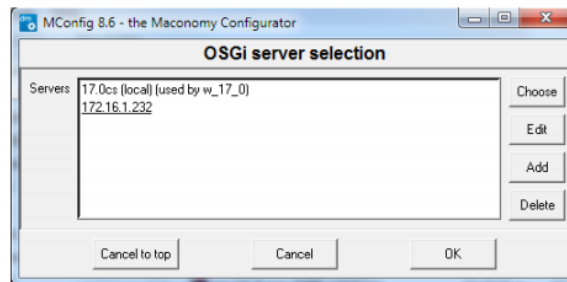 MConfig 8.6 - the Maconomy Configurator
OSGi server selection
Servers
17.0cs (local) (used by w_17_0)
172.16.1.232
Choose
Edit
Add
Delete
Cancel to top
Cancel
OK